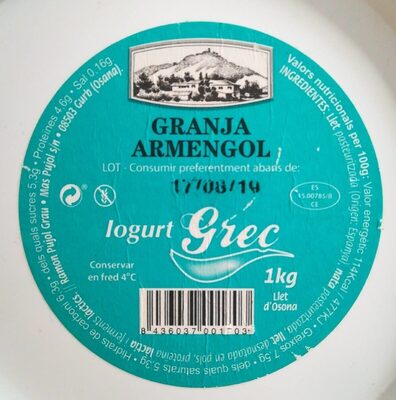 GRANJA
ARMENGOL
LOT - Consumir preferentment abans de:
17/08/19
ES
15.00785/B
CE
Iogurt Grec
Conservar
en fred 4°C
1kg
Llet
d'Osona
8 436037 001703
Valors nutricionals per 100g: Valor energètic 114Kcal / 477KJ • Greixos 7.5g • dels quals saturats 5.3g • Hidrats de carboni 6.3g • dels quals sucres 5.3g • Proteïnes 4.6g • Sal 0.16g
INGREDIENTES: Llet pasteuritzada (Origen: Espanya), nata pasteuritzada, llet desnatada en pols, proteïna làctia i ferments làctics // Ramon Pujol Grau • Mas Pujol s/n • 08503 Gurb (Osona).